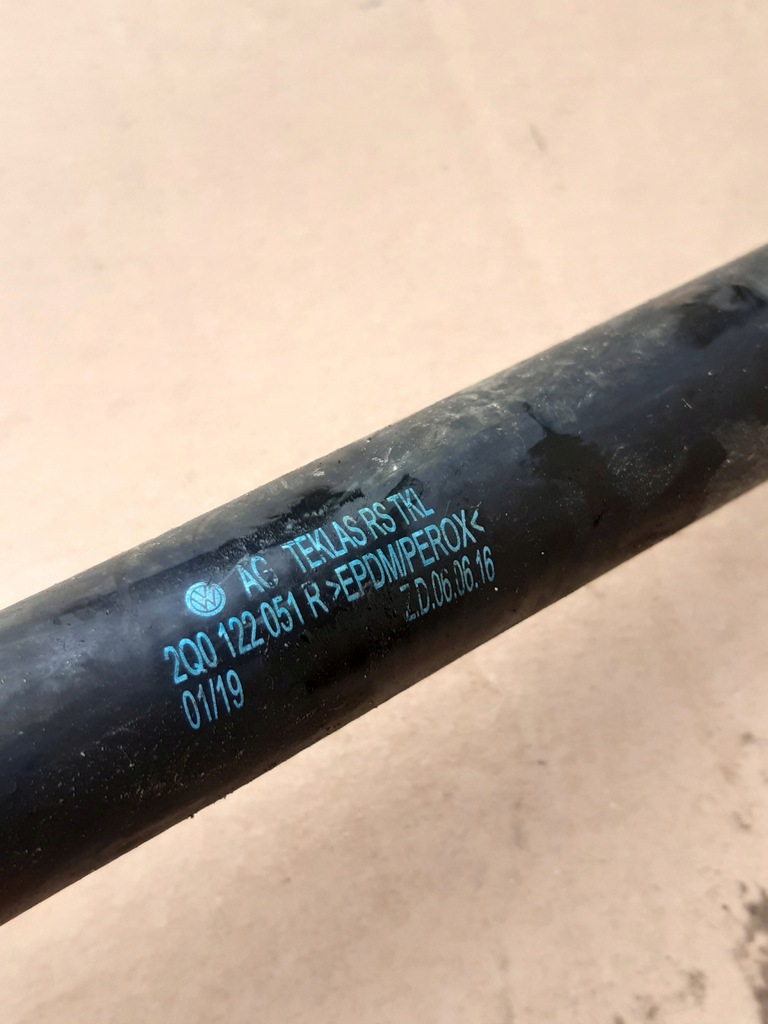 AG TEKLAS RS TKL
2Q0 122 051 R >EPDM/PEROX<
01/19 Z.D.06.06.16